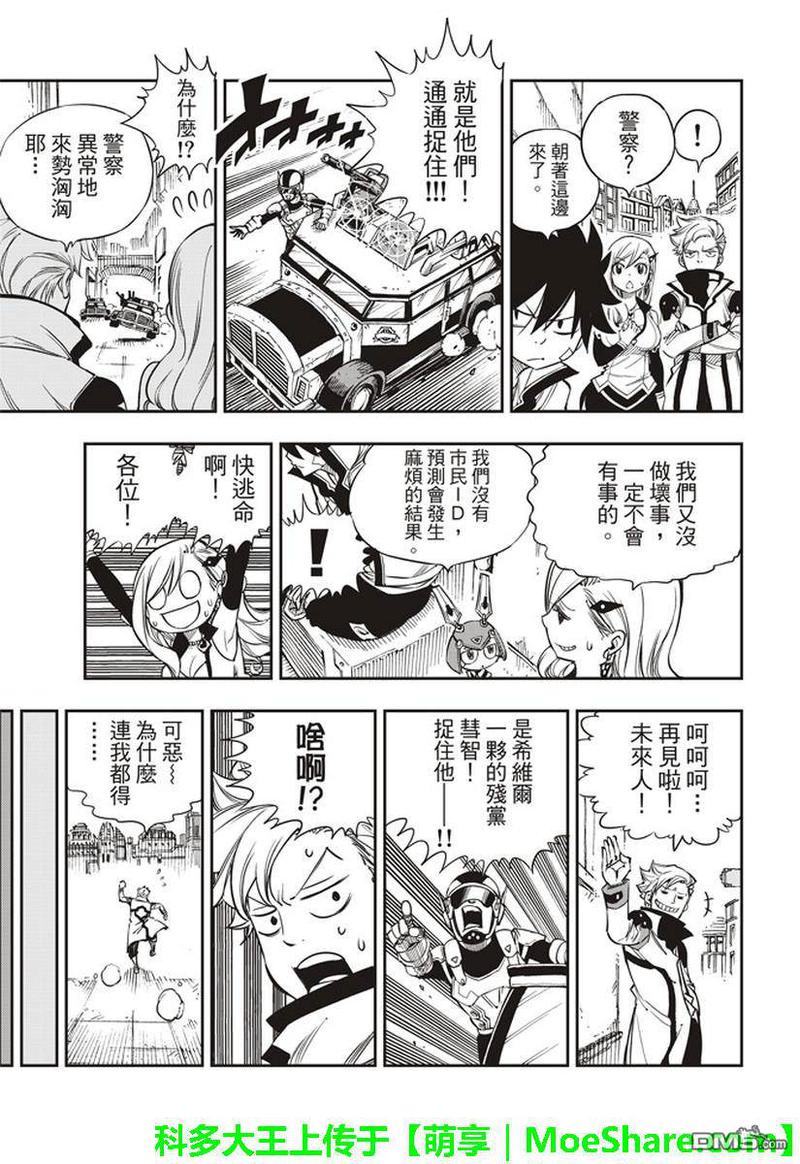 ！
警察？
朝著這邊
來了。
就是他們！
通通捉住!!!
為什麼!?
警察
異常地
來勢洶洶
耶⋯
我們又沒
做壞事，
一定不會
有事的。
我們沒有
市民ID，
預測會發生
麻煩的結果。
！
快逃命
啊！
各位！
呵呵呵⋯
再見啦！
未來人！
是希維爾
一夥的殘黨
彗智！
捉住他—!!
啥啊!?
可惡~
為什麼
連我都得
⋯⋯
科多大王上传于【萌享｜MoeShare.